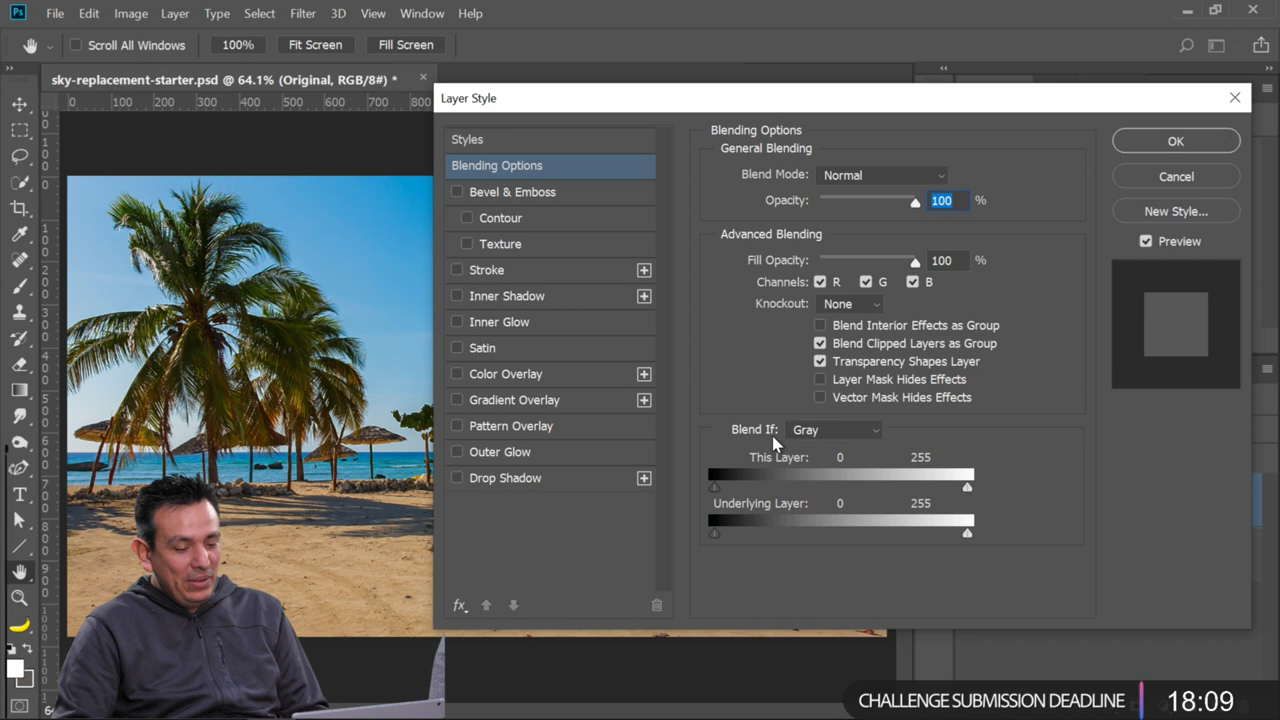 Ps File Edit Image Layer Type Select Filter 3D View Window Help
Scroll All Windows 100% Fit Screen Fill Screen
sky-replacement-starter.psd @ 64.1% (Original, RGB/8#) *
0 100 200 300 400 500 600 700 800
Layer Style
Styles
Blending Options
Bevel & Emboss
Contour
Texture
Stroke
Inner Shadow
Inner Glow
Satin
Color Overlay
Gradient Overlay
Pattern Overlay
Outer Glow
Drop Shadow
fx
Blending Options
General Blending
Blend Mode: Normal
Opacity: 100 %
Advanced Blending
Fill Opacity: 100 %
Channels: R G B
Knockout: None
Blend Interior Effects as Group
Blend Clipped Layers as Group
Transparency Shapes Layer
Layer Mask Hides Effects
Vector Mask Hides Effects
Blend If: Gray
This Layer: 0 255
Underlying Layer: 0 255
OK
Cancel
New Style...
Preview
CHALLENGE SUBMISSION DEADLINE 18:09